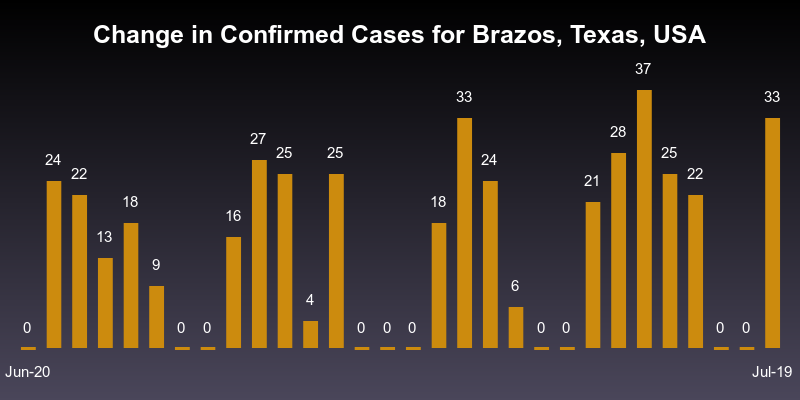 Change in Confirmed Cases for Brazos, Texas, USA
0 24 22 13 18 9 0 0 16 27 25 4 25 0 0 0 18 33 24 6 0 0 21 28 37 25 22 0 0 33
Jun-20 Jul-19